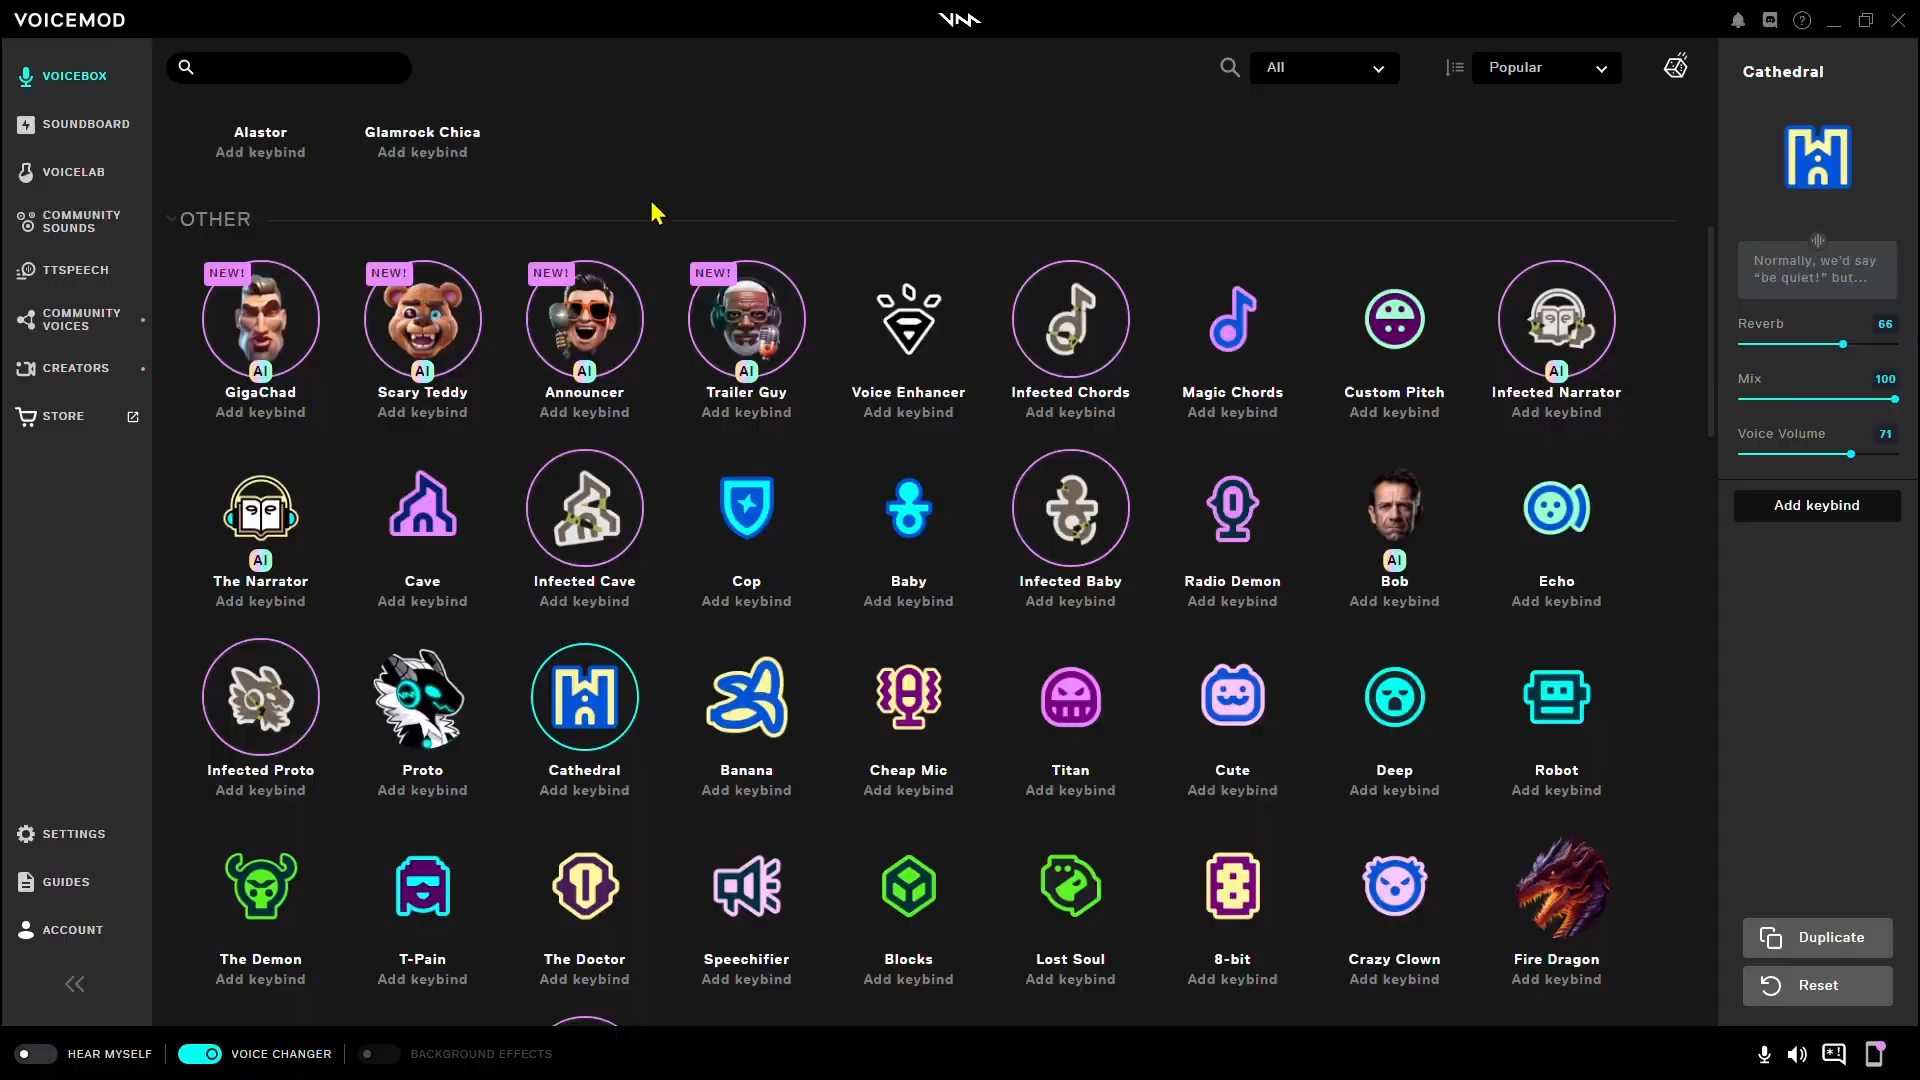 VOICEMOD
VOICEBOX
SOUNDBOARD
VOICELAB
COMMUNITY
SOUNDS
TTSPEECH
COMMUNITY
VOICES
CREATORS
STORE
SETTINGS
GUIDES
ACCOUNT
All
Popular
Alastor Glamrock Chica
Add keybind Add keybind
OTHER
NEW! NEW! NEW! NEW!
AI AI AI AI AI
GigaChad Scary Teddy Announcer Trailer Guy Voice Enhancer Infected Chords Magic Chords Custom Pitch Infected Narrator
Add keybind Add keybind Add keybind Add keybind Add keybind Add keybind Add keybind Add keybind Add keybind
AI AI
The Narrator Cave Infected Cave Cop Baby Infected Baby Radio Demon Bob Echo
Add keybind Add keybind Add keybind Add keybind Add keybind Add keybind Add keybind Add keybind Add keybind
Infected Proto Proto Cathedral Banana Cheap Mic Titan Cute Deep Robot
Add keybind Add keybind Add keybind Add keybind Add keybind Add keybind Add keybind Add keybind Add keybind
8
The Demon T-Pain The Doctor Speechifier Blocks Lost Soul 8-bit Crazy Clown Fire Dragon
Add keybind Add keybind Add keybind Add keybind Add keybind Add keybind Add keybind Add keybind Add keybind
Cathedral
Normally, we'd say
"be quiet!" but...
Reverb 66
Mix 100
Voice Volume 71
Add keybind
Duplicate
Reset
HEAR MYSELF VOICE CHANGER BACKGROUND EFFECTS